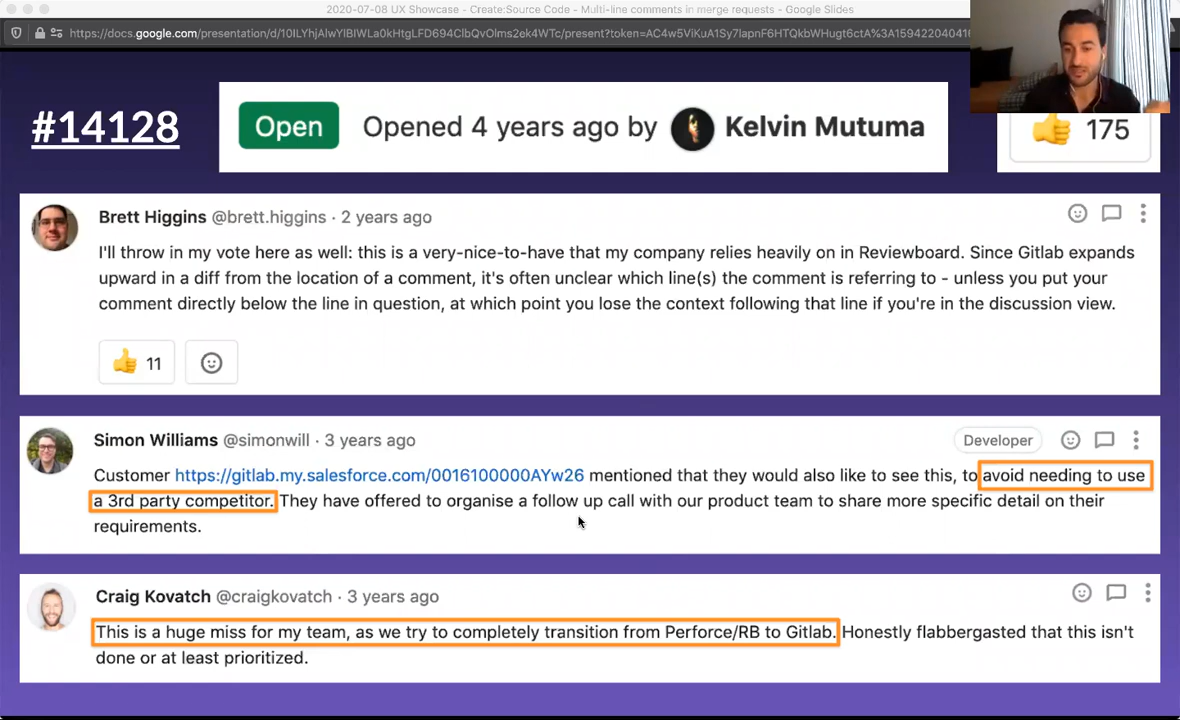 2020-07-08 UX Showcase - Create:Source Code - Multi-line comments in merge requests - Google Slides
#14128
Open
Opened 4 years ago by
Kelvin Mutuma
👍 175
Brett Higgins @brett.higgins · 2 years ago
I'll throw in my vote here as well: this is a very-nice-to-have that my company relies heavily on in Reviewboard. Since Gitlab expands
upward in a diff from the location of a comment, it's often unclear which line(s) the comment is referring to - unless you put your
comment directly below the line in question, at which point you lose the context following that line if you're in the discussion view.
👍 11
Simon Williams @simonwill · 3 years ago
Developer
Customer https://gitlab.my.salesforce.com/0016100000AYw26 mentioned that they would also like to see this, to avoid needing to use
a 3rd party competitor. They have offered to organise a follow up call with our product team to share more specific detail on their
requirements.
Craig Kovatch @craigkovatch · 3 years ago
This is a huge miss for my team, as we try to completely transition from Perforce/RB to Gitlab. Honestly flabbergasted that this isn't
done or at least prioritized.